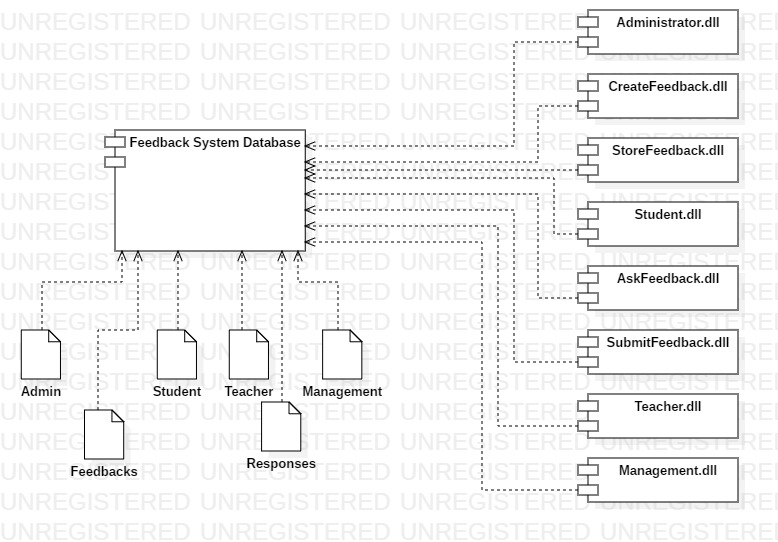 UNREGISTERED UNREGISTERED UNREGISTERED UNREGISTERED
Administrator.dll
CreateFeedback.dll
Feedback System Database
StoreFeedback.dll
Student.dll
AskFeedback.dll
SubmitFeedback.dll
Admin
Student
Teacher
Management
Teacher.dll
Feedbacks
Responses
Management.dll